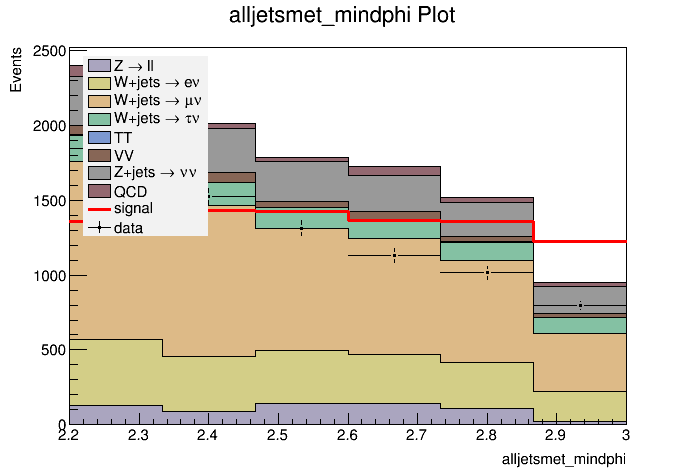 alljetsmet_mindphi Plot
Events
2500
2000
1500
1000
500
0
Z → ll
W+jets → eν
W+jets → μν
W+jets → τν
TT
VV
Z+jets → νν
QCD
signal
data
2.2 2.3 2.4 2.5 2.6 2.7 2.8 2.9 3
alljetsmet_mindphi